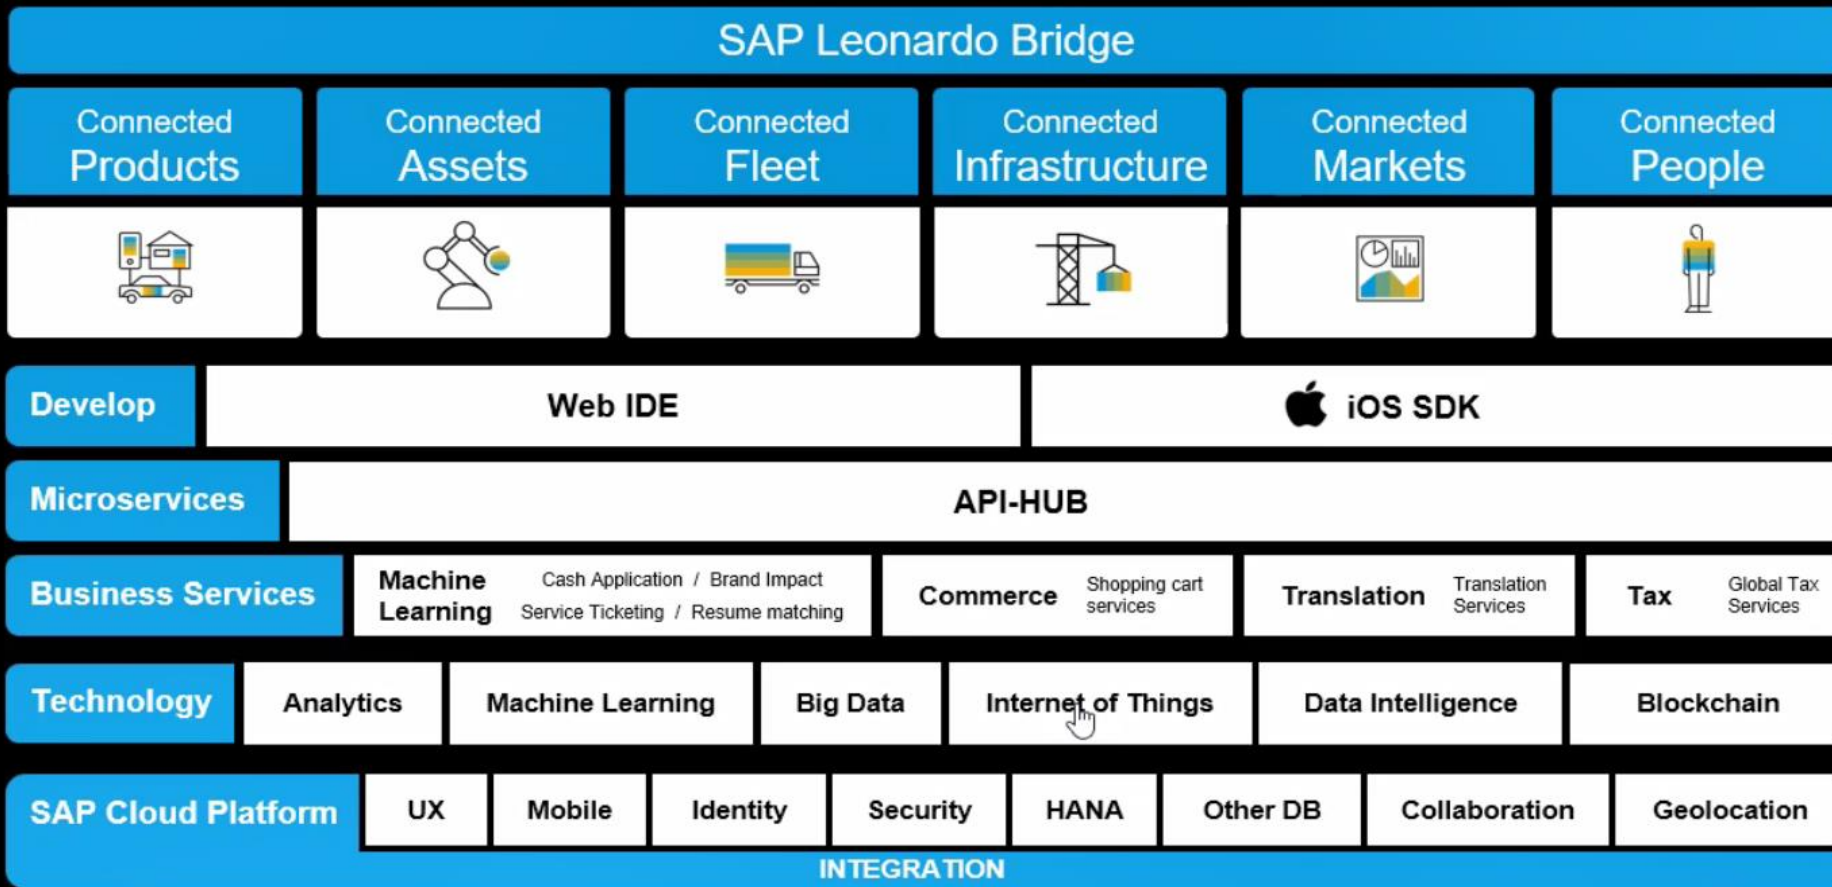 SAP Leonardo Bridge
Connected
Products
Connected
Assets
Connected
Fleet
Connected
Infrastructure
Connected
Markets
Connected
People
Develop
Web IDE
iOS SDK
Microservices
API-HUB
Business Services
Machine
Learning
Cash Application / Brand Impact
Service Ticketing / Resume matching
Commerce
Shopping cart
services
Translation
Translation
Services
Tax
Global Tax
Services
Technology
Analytics
Machine Learning
Big Data
Internet of Things
Data Intelligence
Blockchain
SAP Cloud Platform
UX
Mobile
Identity
Security
HANA
Other DB
Collaboration
Geolocation
INTEGRATION